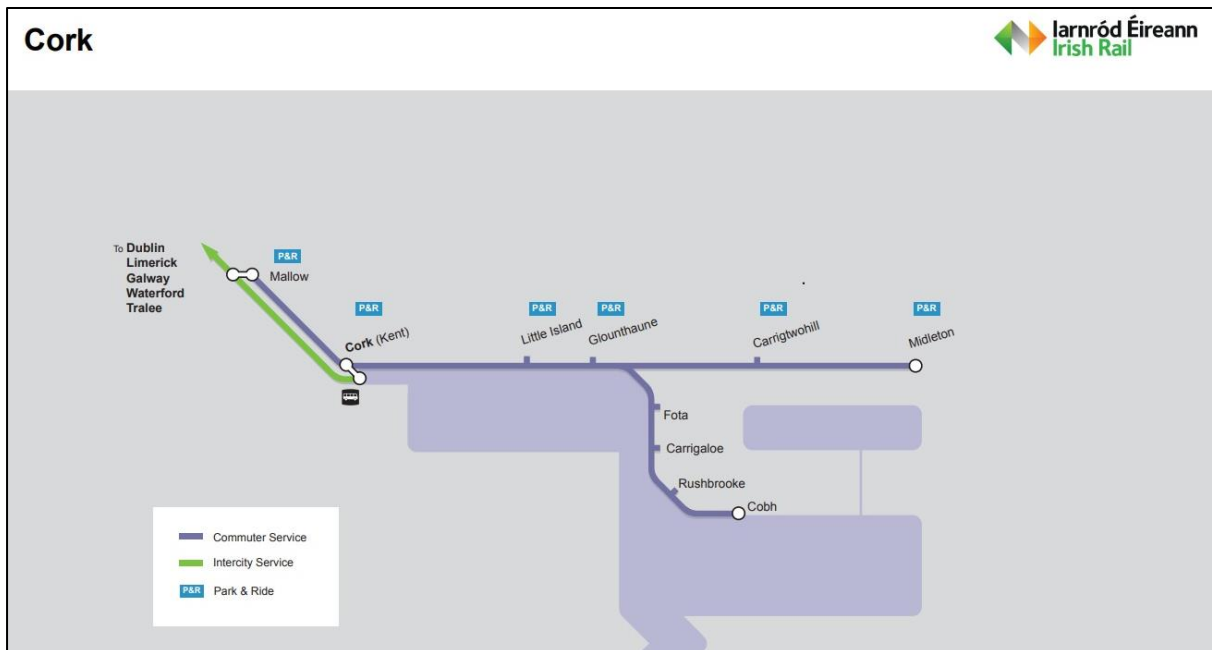 Cork
Iarnród Éireann
Irish Rail
To Dublin
Limerick
Galway
Waterford
Tralee
P&R
Mallow
P&R
Cork (Kent)
P&R
Little Island
P&R
Glounthaune
P&R
Carrigtwohill
P&R
Midleton
Fota
Carrigaloe
Rushbrooke
Cobh
Commuter Service
Intercity Service
P&R Park & Ride